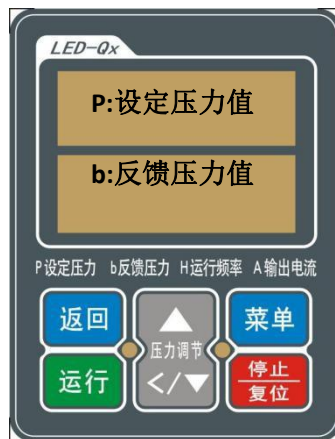 LED-Qx
P:设定压力值
b:反馈压力值
P设定压力 b反馈压力 H运行频率 A输出电流
返回
菜单
压力调节
</▼
运行
停止
复位